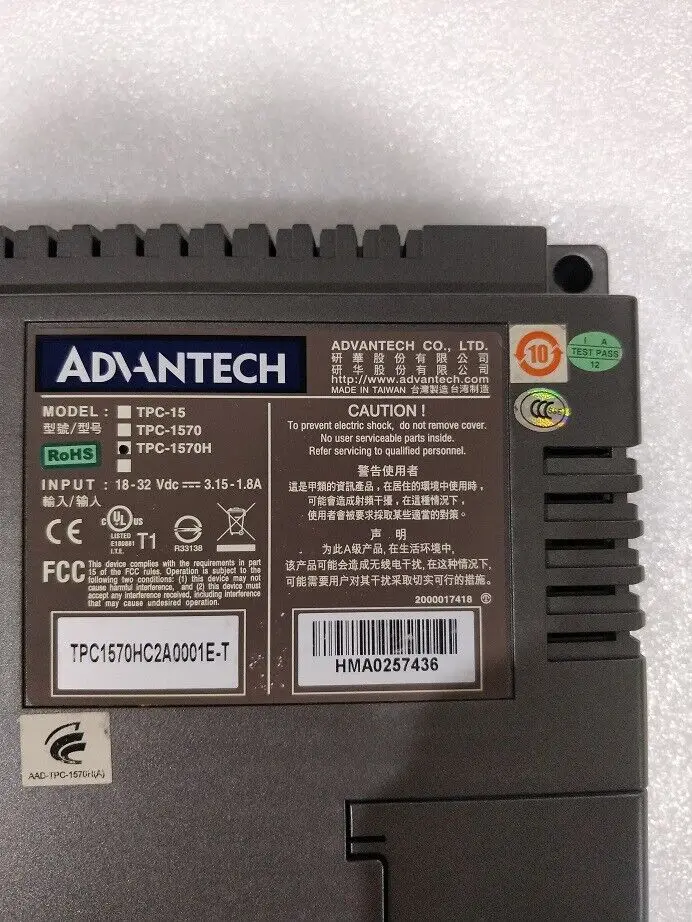 ADVANTECH
ADVANTECH CO., LTD.
研華股份有限公司
研华股份有限公司
http://www.advantech.com
MADE IN TAIWAN 台灣製造 台湾制造
10
I A
TEST PASS
12
CCC
MODEL : TPC-15
型號/型号 TPC-1570
RoHS TPC-1570H
INPUT : 18-32 Vdc 3.15-1.8A
輸入/输入
CE
C UL US
LISTED
E180881
I.T.E.
T1
R33138
FCC
This device complies with the requirements in part
15 of the FCC rules. Operation is subject to the
following two conditions: (1) this device may not
cause harmful interference, and (2) this device must
accept any interference received, including interference
that may cause undesired operation.
CAUTION !
To prevent electric shock, do not remove cover.
No user serviceable parts inside.
Refer servicing to qualified personnel.
警告使用者
這是甲類的資訊產品，在居住的環境中使用時，
可能會造成射頻干擾，在這種情況下，
使用者會被要求採取某些適當的對策。
声 明
为此A级产品，在生活环境中，
该产品可能会造成无线电干扰，在这种情况下，
可能需要用户对其干扰采取切实可行的措施。
2000017418
TPC1570HC2A0001E-T
HMA0257436
AAD-TPC-1570H(A)